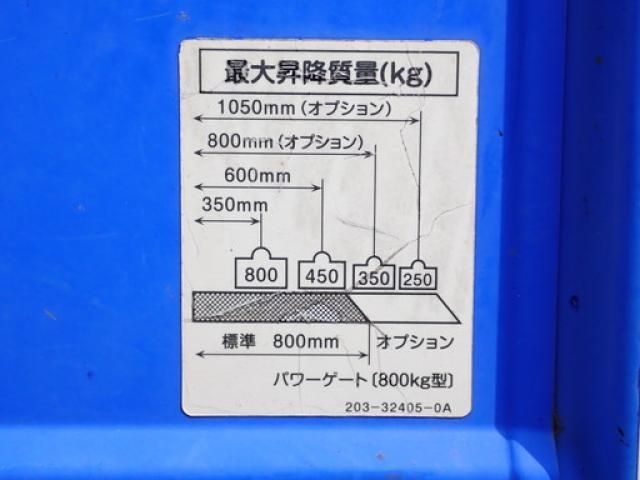 最大昇降質量(kg)
1050mm(オプション)
800mm(オプション)
600mm
350mm
800 450 350 250
標準 800mm オプション
パワーゲート〔800kg型〕
203-32405-0A